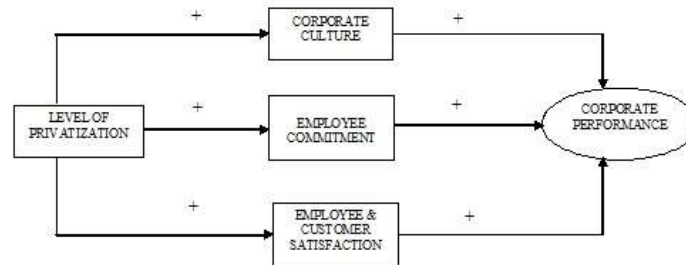 +
CORPORATE
CULTURE
+
LEVEL OF
PRIVATIZATION
+
EMPLOYEE
COMMITMENT
+
CORPORATE
PERFORMANCE
+
EMPLOYEE &
CUSTOMER
SATISFACTION
+